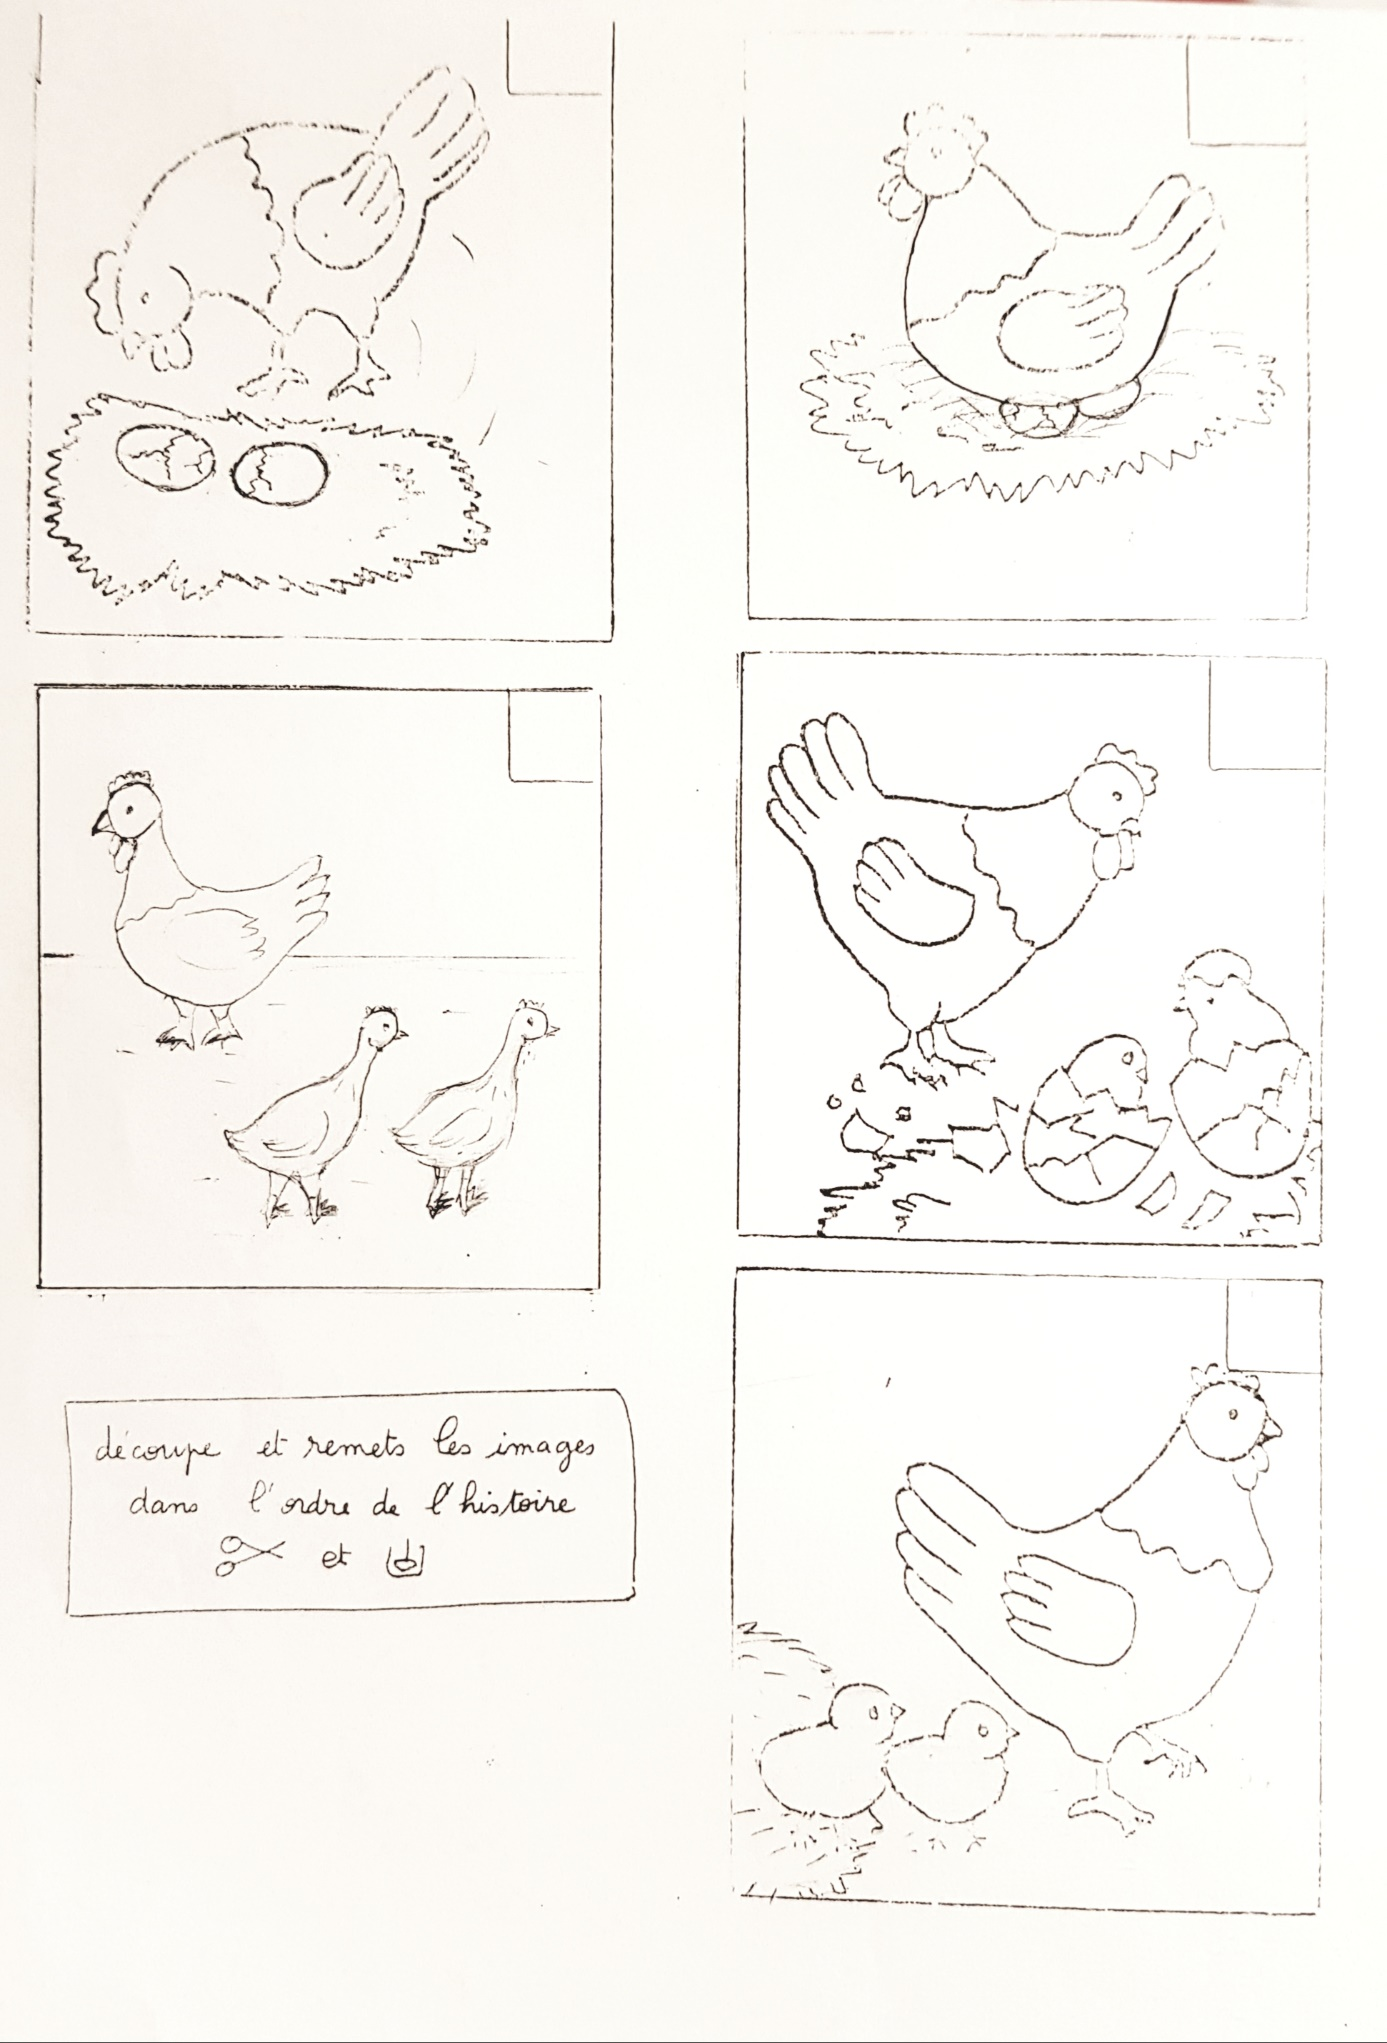 découpe et remets les images
dans l'ordre de l'histoire
et